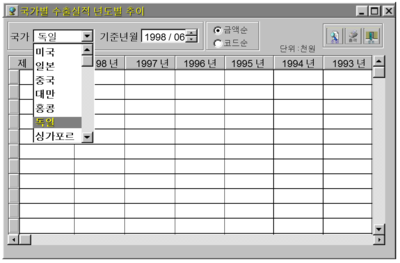 국가별 수출실적 년도별 추이
국가 독일 기준년월 1998 / 06 금액순
코드순
단위 : 천원
제 98 년 1997 년 1996 년 1995 년 1994 년 1993 년
미국
일본
중국
대만
홍콩
독일
싱가포르